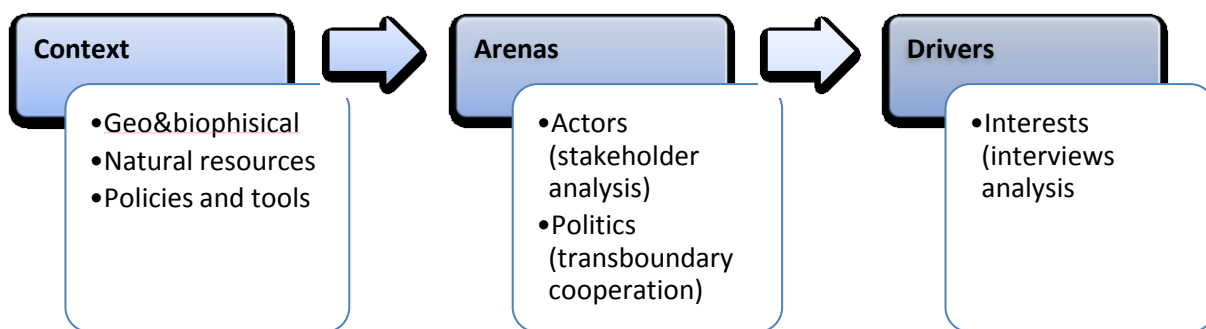 Context
•Geo&biophisical
•Natural resources
•Policies and tools
Arenas
•Actors
(stakeholder
analysis)
•Politics
(transboundary
cooperation)
Drivers
•Interests
(interviews
analysis